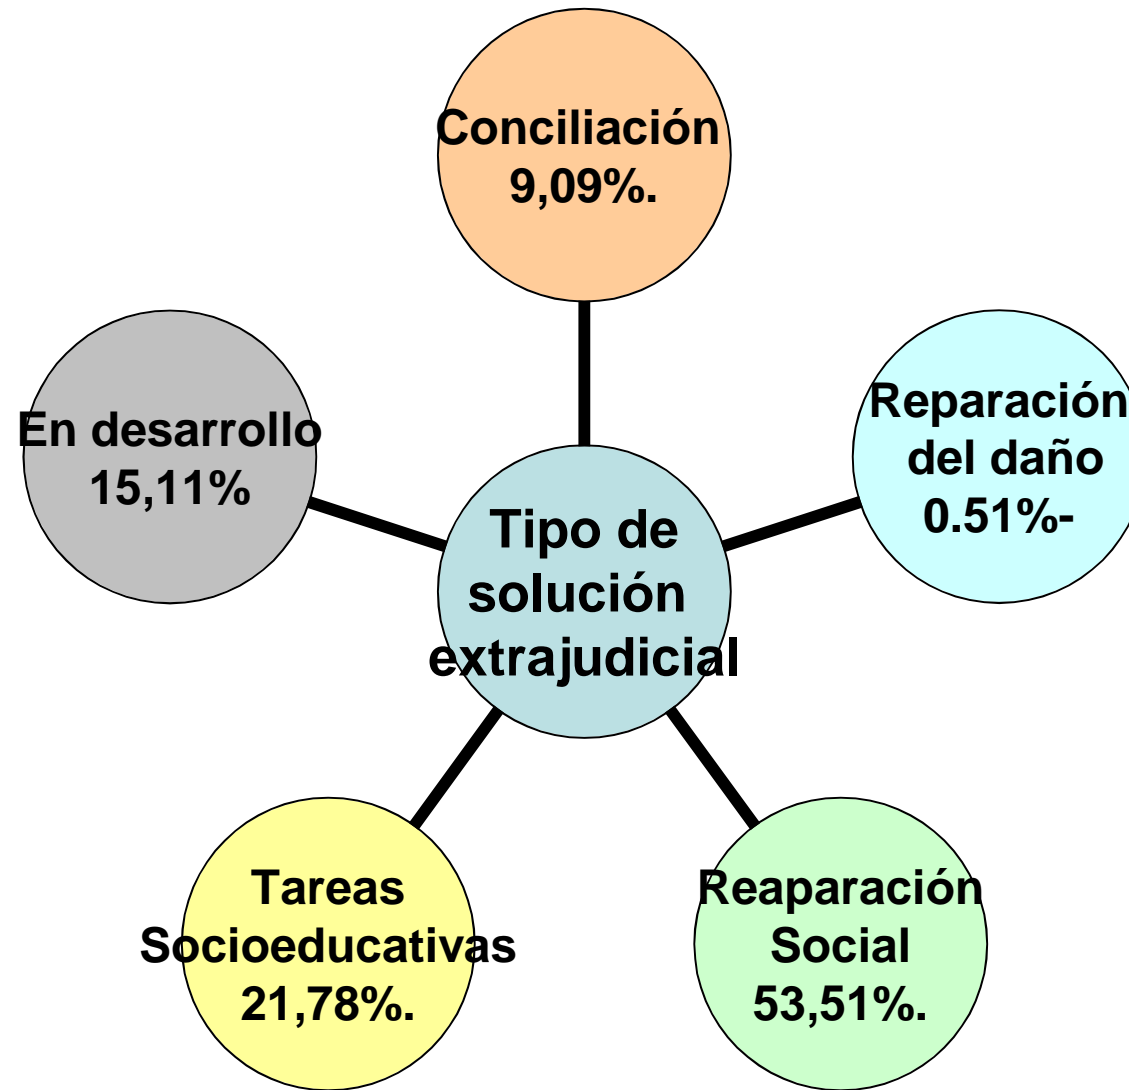 Conciliación
9,09%.
En desarrollo
15,11%
Reparación
del daño
0.51%-
Tipo de
solución
extrajudicial
Tareas
Socioeducativas
21,78%.
Reaparación
Social
53,51%.